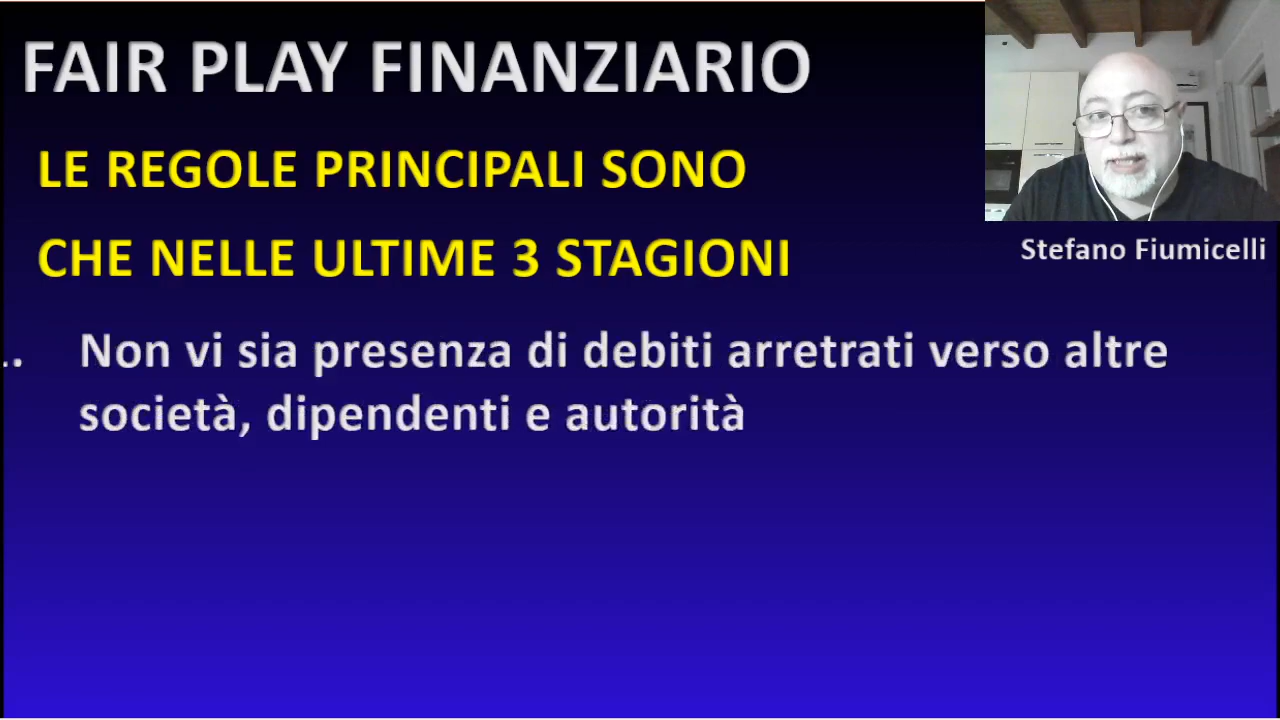 FAIR PLAY FINANZIARIO
LE REGOLE PRINCIPALI SONO
CHE NELLE ULTIME 3 STAGIONI
Stefano Fiumicelli
.. Non vi sia presenza di debiti arretrati verso altre
società, dipendenti e autorità